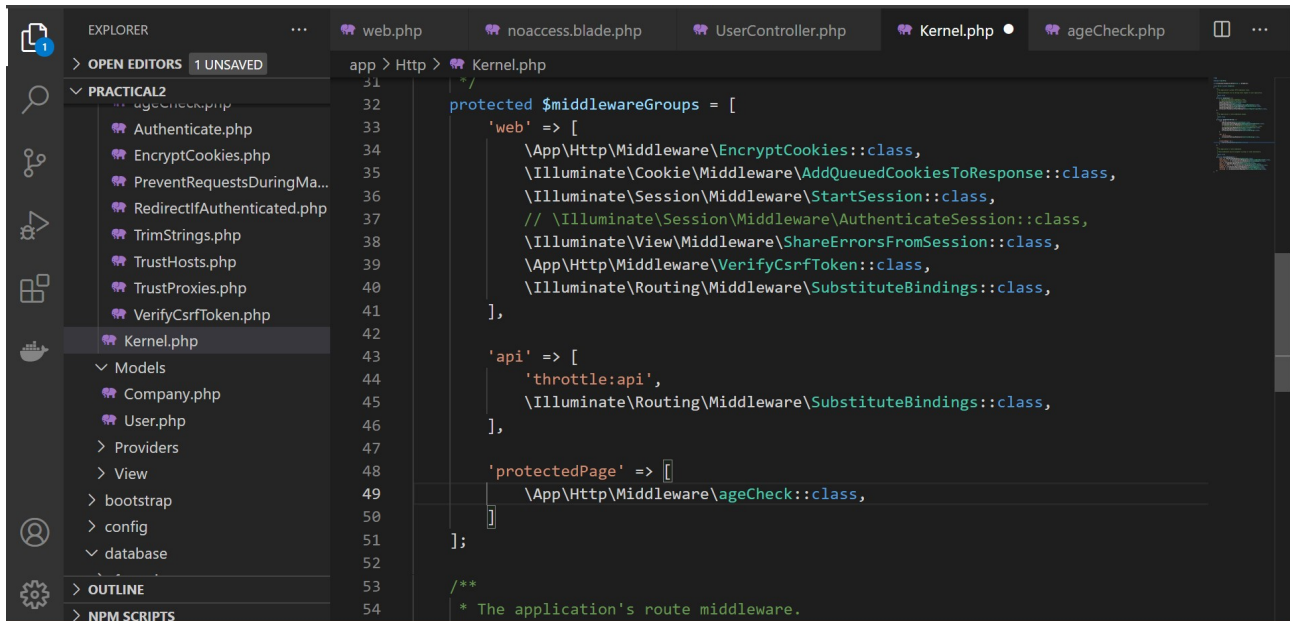 EXPLORER ···
> OPEN EDITORS 1 UNSAVED
PRACTICAL2
ageCheck.php
Authenticate.php
EncryptCookies.php
PreventRequestsDuringMa...
RedirectIfAuthenticated.php
TrimStrings.php
TrustHosts.php
TrustProxies.php
VerifyCsrfToken.php
Kernel.php
Models
Company.php
User.php
> Providers
> View
> bootstrap
> config
database
> OUTLINE
> NPM SCRIPTS
1
web.php noaccess.blade.php UserController.php Kernel.php ● ageCheck.php ···
app > Http > Kernel.php
31 */
32 protected $middlewareGroups = [
33 'web' => [
34 \App\Http\Middleware\EncryptCookies::class,
35 \Illuminate\Cookie\Middleware\AddQueuedCookiesToResponse::class,
36 \Illuminate\Session\Middleware\StartSession::class,
37 // \Illuminate\Session\Middleware\AuthenticateSession::class,
38 \Illuminate\View\Middleware\ShareErrorsFromSession::class,
39 \App\Http\Middleware\VerifyCsrfToken::class,
40 \Illuminate\Routing\Middleware\SubstituteBindings::class,
41 ],
42
43 'api' => [
44 'throttle:api',
45 \Illuminate\Routing\Middleware\SubstituteBindings::class,
46 ],
47
48 'protectedPage' => [
49 \App\Http\Middleware\ageCheck::class,
50 ]
51 ];
52
53 /**
54 * The application's route middleware.